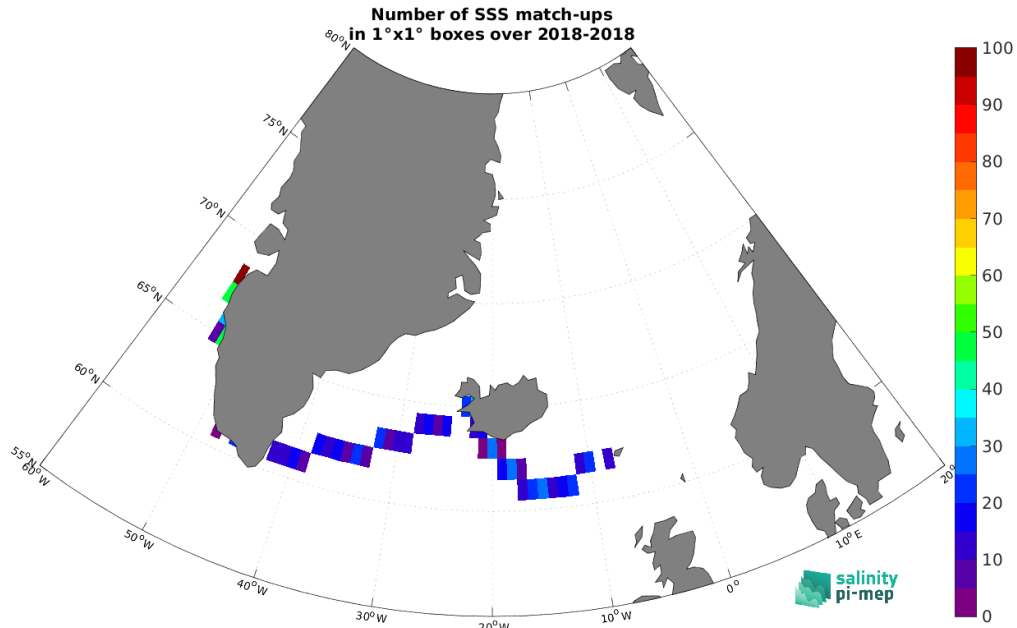 Number of SSS match-ups
in 1°x1° boxes over 2018-2018
80°N
75°N
70°N
65°N
60°N
55°N
60°W
50°W
40°W
30°W
20°W
10°W
0°
10°E
20°
100
90
80
70
60
50
40
30
20
10
0
salinity
pi-mep